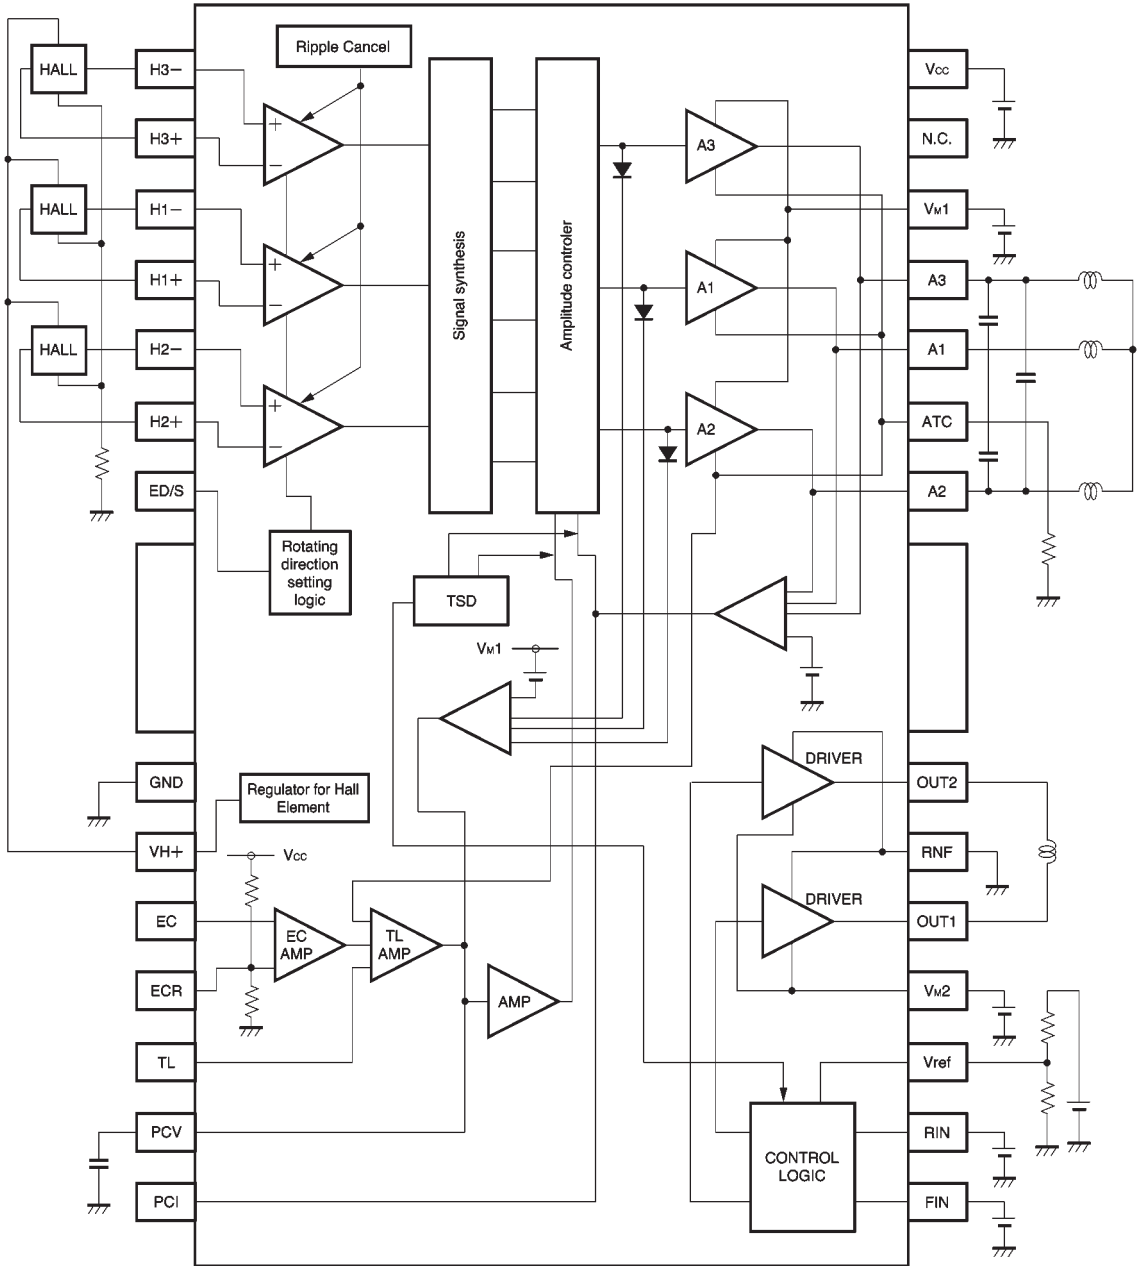 Ripple Cancel
HALL
H3−
H3+
HALL
H1−
H1+
HALL
H2−
H2+
ED/S
+
−
+
−
+
−
Signal synthesis
Amplitude controler
A3
A1
A2
Vcc
N.C.
VM1
A3
A1
ATC
A2
Rotating
direction
setting
logic
TSD
VM1
GND
VH+
EC
ECR
TL
PCV
PCI
Regulator for Hall
Element
Vcc
EC
AMP
TL
AMP
AMP
DRIVER
DRIVER
OUT2
RNF
OUT1
VM2
Vref
RIN
FIN
CONTROL
LOGIC